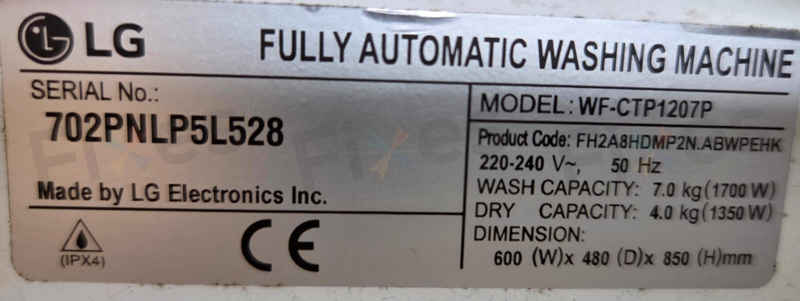 LG FULLY AUTOMATIC WASHING MACHINE
SERIAL No.:
702PNLP5L528
Made by LG Electronics Inc.
(IPX4)
CE
MODEL: WF-CTP1207P
Product Code: FH2A8HDMP2N.ABWPEHK
220-240 V~, 50 Hz
WASH CAPACITY: 7.0 kg(1700 W)
DRY CAPACITY: 4.0 kg(1350W)
DIMENSION:
600 (W)x 480 (D)x 850 (H)mm